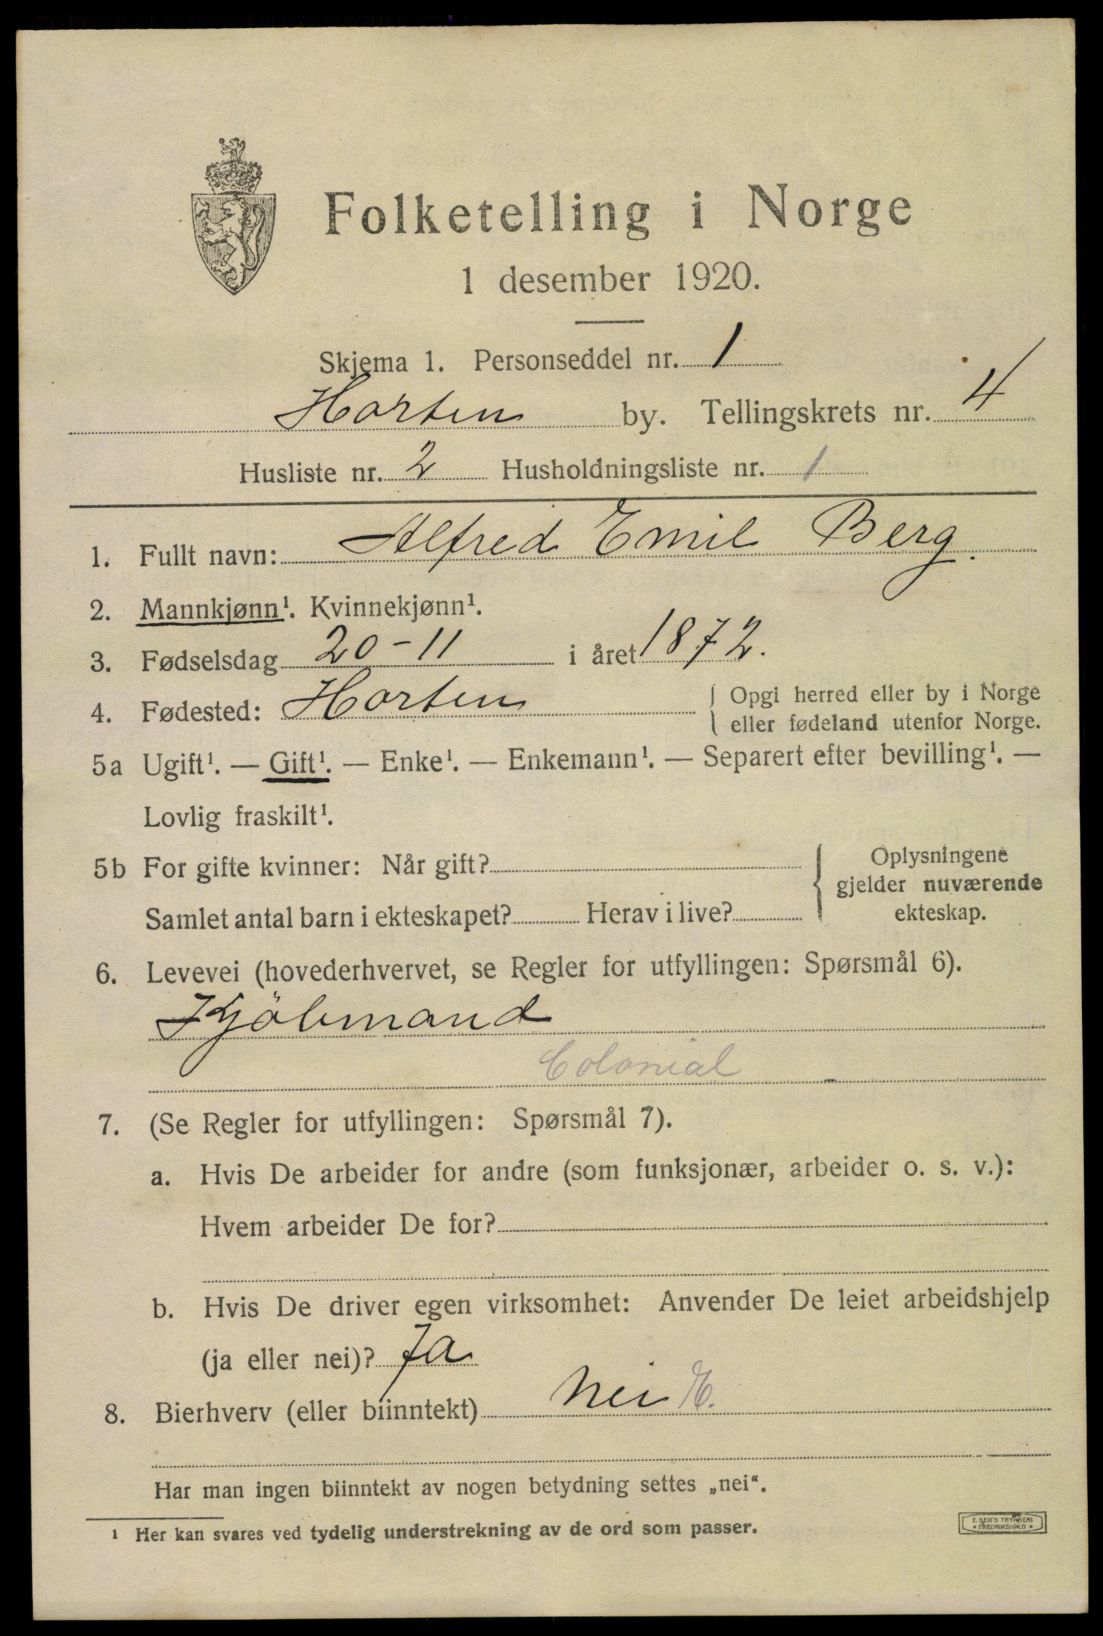 Folketelling i Norge
1 desember 1920.
Skjema 1. Personseddel nr. 1
Horten by. Tellingskrets nr. 4
Husliste nr. 2 Husholdningsliste nr. 1
1. Fullt navn: Alfred Emil Berg.
2. Mannkjønn¹. Kvinnekjønn¹.
3. Fødselsdag 20-11 i året 1872.
4. Fødested: Horten { Opgi herred eller by i Norge
eller fødeland utenfor Norge.
5a Ugift¹. — Gift¹. — Enke¹. — Enkemann¹. — Separert efter bevilling¹. —
Lovlig fraskilt¹.
5b For gifte kvinner: Når gift?
Samlet antal barn i ekteskapet? Herav i live?
{ Oplysningene
gjelder nuværende
ekteskap.
6. Levevei (hovederhvervet, se Regler for utfyllingen: Spørsmål 6).
Kjöbmand
Colonial
7. (Se Regler for utfyllingen: Spørsmål 7).
a. Hvis De arbeider for andre (som funksjonær, arbeider o. s. v.):
Hvem arbeider De for?
b. Hvis De driver egen virksomhet: Anvender De leiet arbeidshjelp
(ja eller nei)? Ja
8. Bierhverv (eller biinntekt) Nei E.
Har man ingen biinntekt av nogen betydning settes „nei“.
¹ Her kan svares ved tydelig understrekning av de ord som passer.
E. SEM'S TRYKKERI
* FREDRIKSHALD *